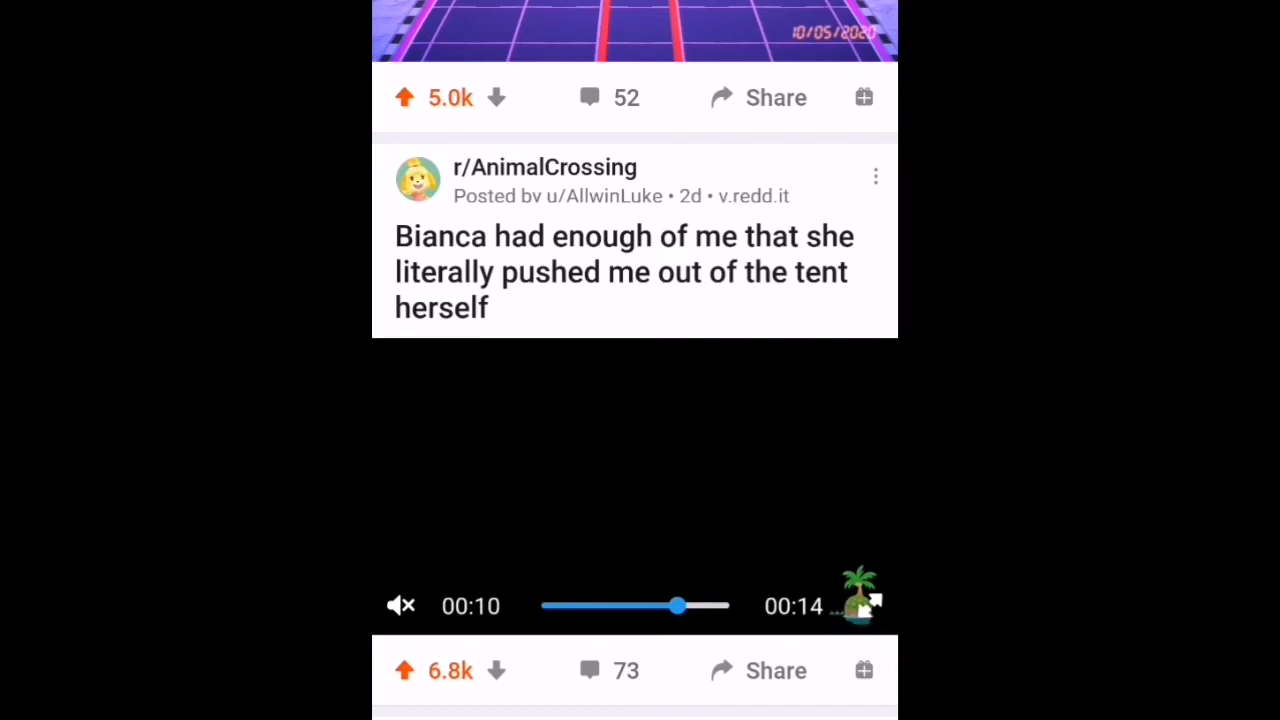 10/05/2020
5.0k
52
Share
r/AnimalCrossing
Posted by u/AllwinLuke • 2d • v.redd.it
Bianca had enough of me that she
literally pushed me out of the tent
herself
00:10
00:14
6.8k
73
Share